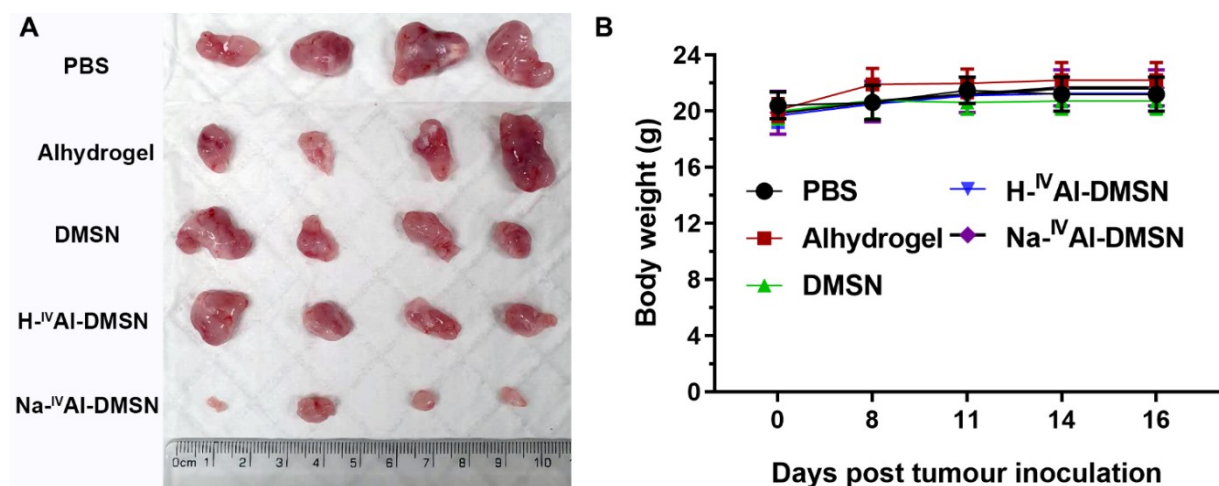 A
PBS
Alhydrogel
DMSN
H-ᴵⱽAl-DMSN
Na-ᴵⱽAl-DMSN
0cm 1 2 3 4 5 6 7 8 9 10
B
Body weight (g)
24
20
16
12
8
4
0
PBS
Alhydrogel
DMSN
H-ᴵⱽAl-DMSN
Na-ᴵⱽAl-DMSN
0 8 11 14 16
Days post tumour inoculation